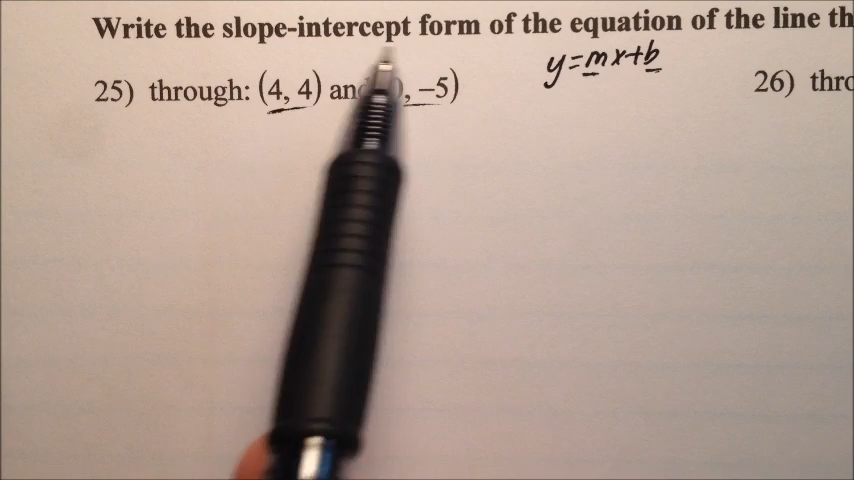 Write the slope-intercept form of the equation of the line th
y=mx+b
25) through: (4, 4) and , –5)
26) thro